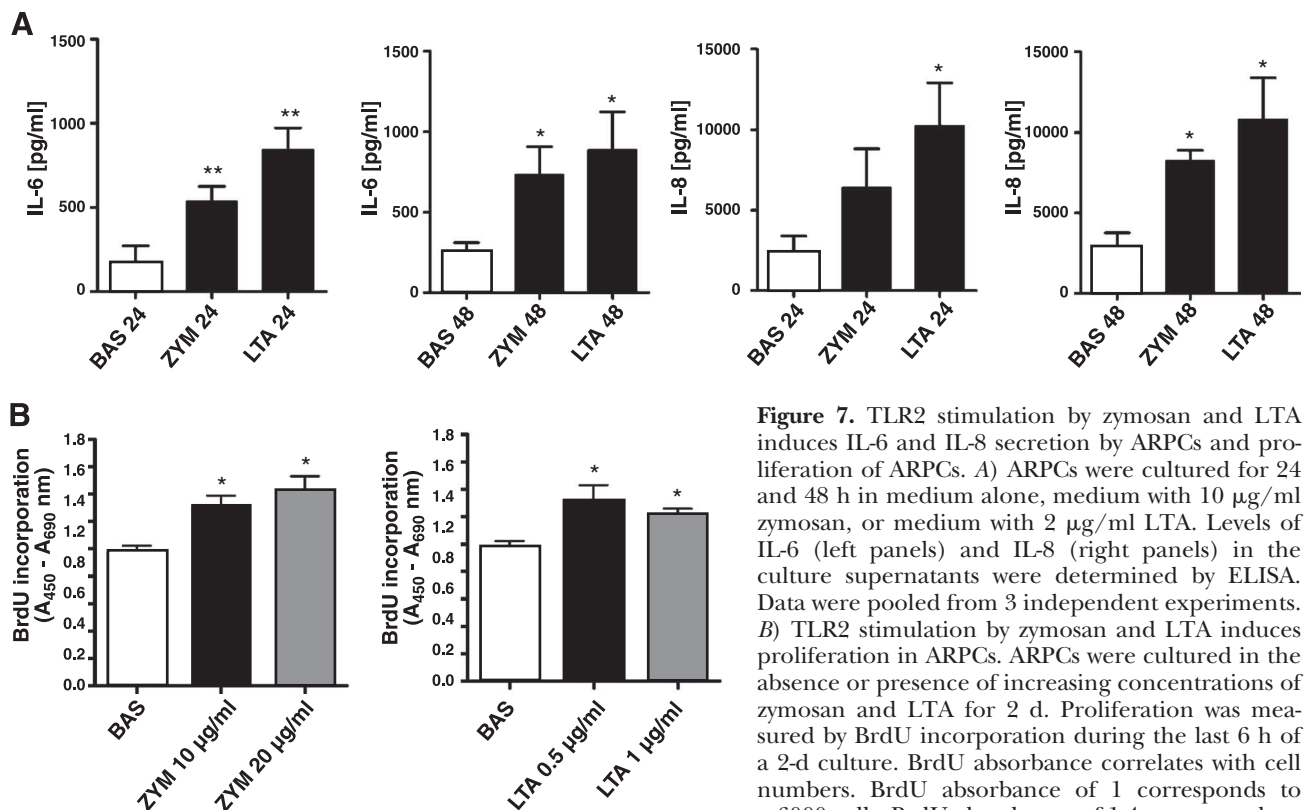 A
IL-6 [pg/ml]
1500
1000
500
0
**
**
BAS 24
ZYM 24
LTA 24
IL-6 [pg/ml]
1500
1000
500
0
*
*
BAS 48
ZYM 48
LTA 48
IL-8 [pg/ml]
15000
10000
5000
0
*
BAS 24
ZYM 24
LTA 24
IL-8 [pg/ml]
15000
10000
5000
0
*
*
BAS 48
ZYM 48
LTA 48
B
BrdU incorporation
(A450 - A690 nm)
1.8
1.6
1.4
1.2
1.0
0.8
0.6
0.4
0.2
0.0
*
*
BAS
ZYM 10 µg/ml
ZYM 20 µg/ml
BrdU incorporation
(A450 - A690 nm)
1.8
1.6
1.4
1.2
1.0
0.8
0.6
0.4
0.2
0.0
*
*
BAS
LTA 0.5 µg/ml
LTA 1 µg/ml
Figure 7. TLR2 stimulation by zymosan and LTA
induces IL-6 and IL-8 secretion by ARPCs and pro-
liferation of ARPCs. A) ARPCs were cultured for 24
and 48 h in medium alone, medium with 10 µg/ml
zymosan, or medium with 2 µg/ml LTA. Levels of
IL-6 (left panels) and IL-8 (right panels) in the
culture supernatants were determined by ELISA.
Data were pooled from 3 independent experiments.
B) TLR2 stimulation by zymosan and LTA induces
proliferation in ARPCs. ARPCs were cultured in the
absence or presence of increasing concentrations of
zymosan and LTA for 2 d. Proliferation was mea-
sured by BrdU incorporation during the last 6 h of
a 2-d culture. BrdU absorbance correlates with cell
numbers. BrdU absorbance of 1 corresponds to